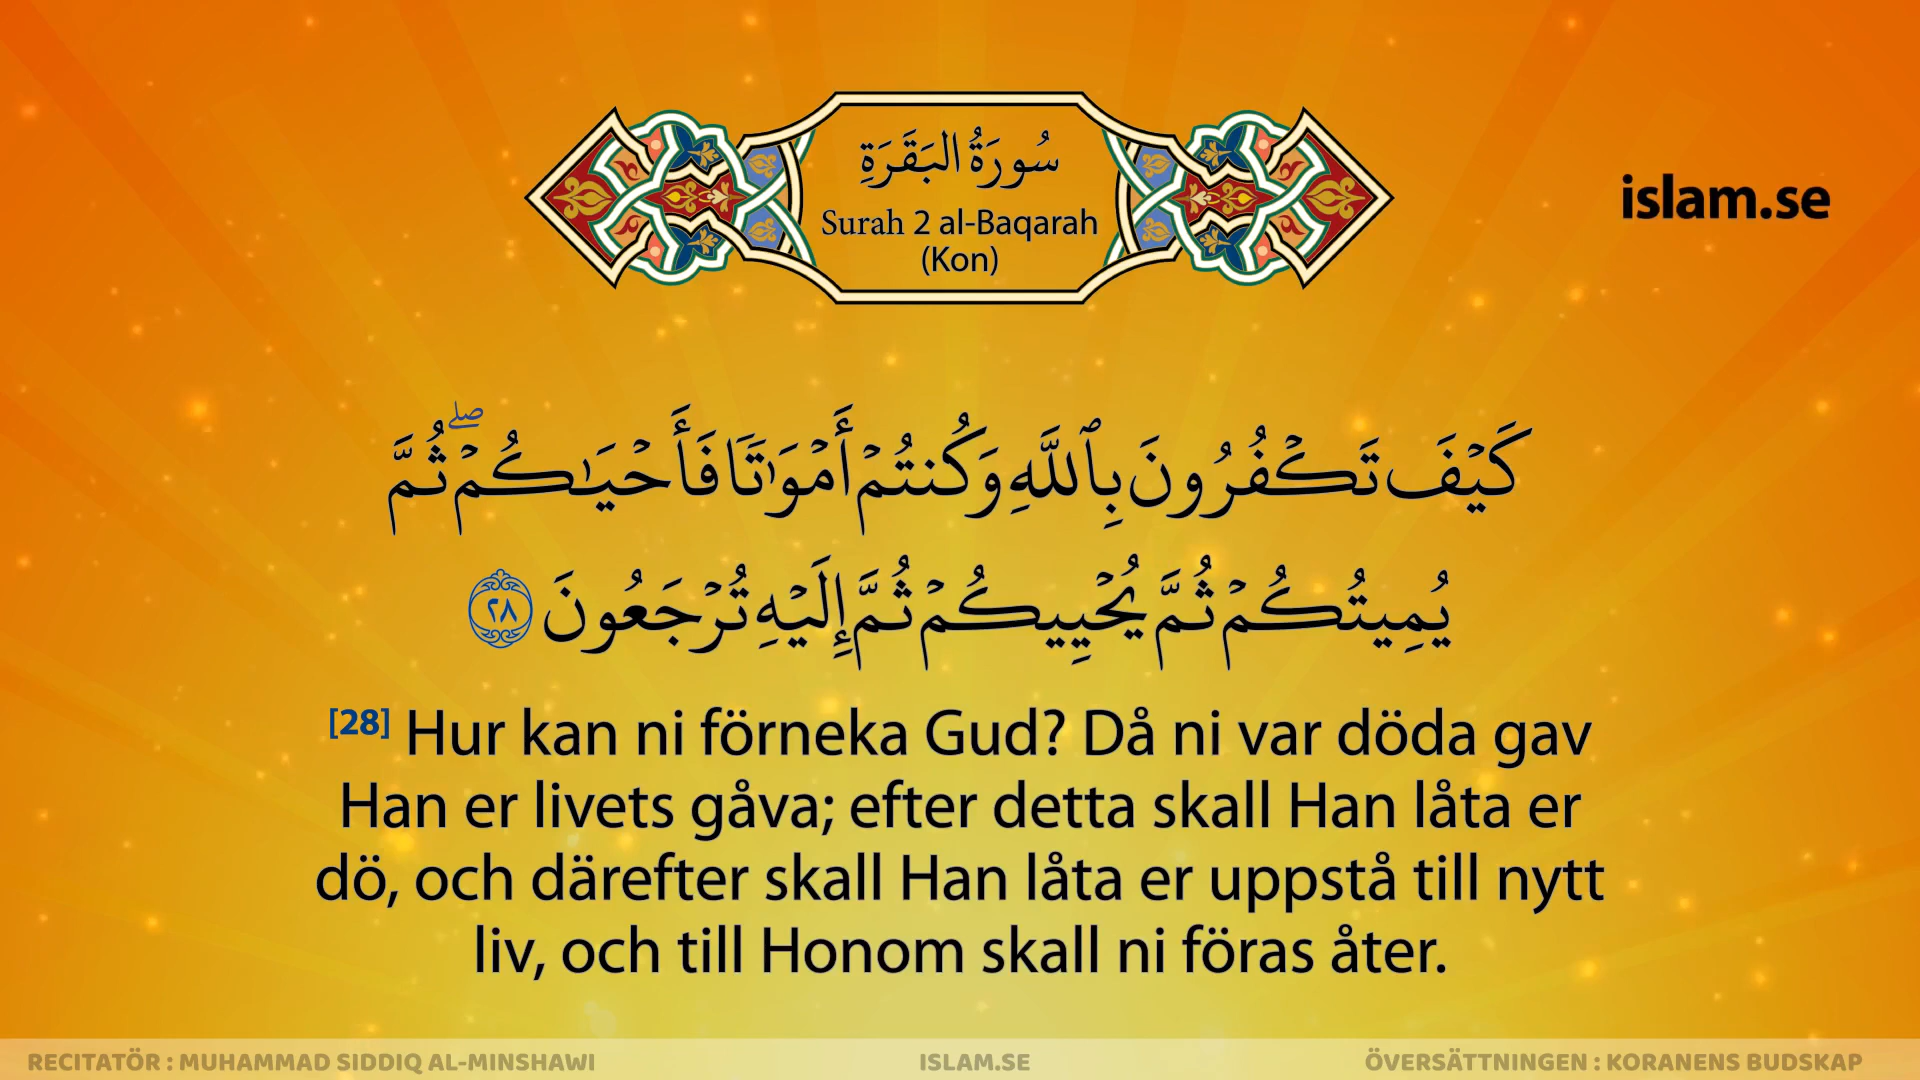 سُورَةُ البَقَرَةِ
Surah 2 al-Baqarah
(Kon)
islam.se
كَيۡفَ تَكۡفُرُونَ بِٱللَّهِ وَكُنتُمۡ أَمۡوَٰتٗا فَأَحۡيَٰكُمۡۖ ثُمَّ
يُمِيتُكُمۡ ثُمَّ يُحۡيِيكُمۡ ثُمَّ إِلَيۡهِ تُرۡجَعُونَ ٢٨
[28] Hur kan ni förneka Gud? Då ni var döda gav
Han er livets gåva; efter detta skall Han låta er
dö, och därefter skall Han låta er uppstå till nytt
liv, och till Honom skall ni föras åter.
RECITATÖR : MUHAMMAD SIDDIQ AL-MINSHAWI
ISLAM.SE
ÖVERSÄTTNINGEN : KORANENS BUDSKAP